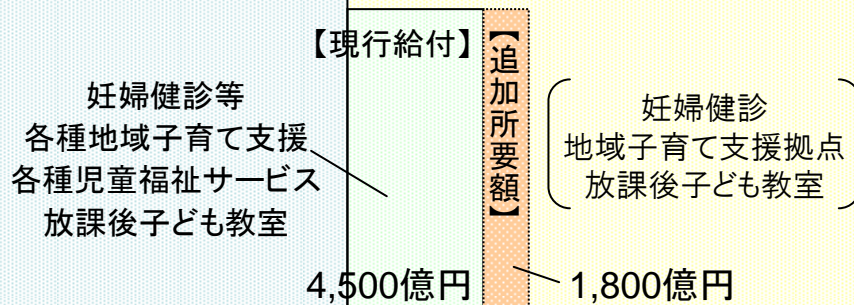 【現行給付】
【追加所要額】
妊婦健診等
各種地域子育て支援
各種児童福祉サービス
放課後子ども教室
妊婦健診
地域子育て支援拠点
放課後子ども教室
4,500億円
1,800億円